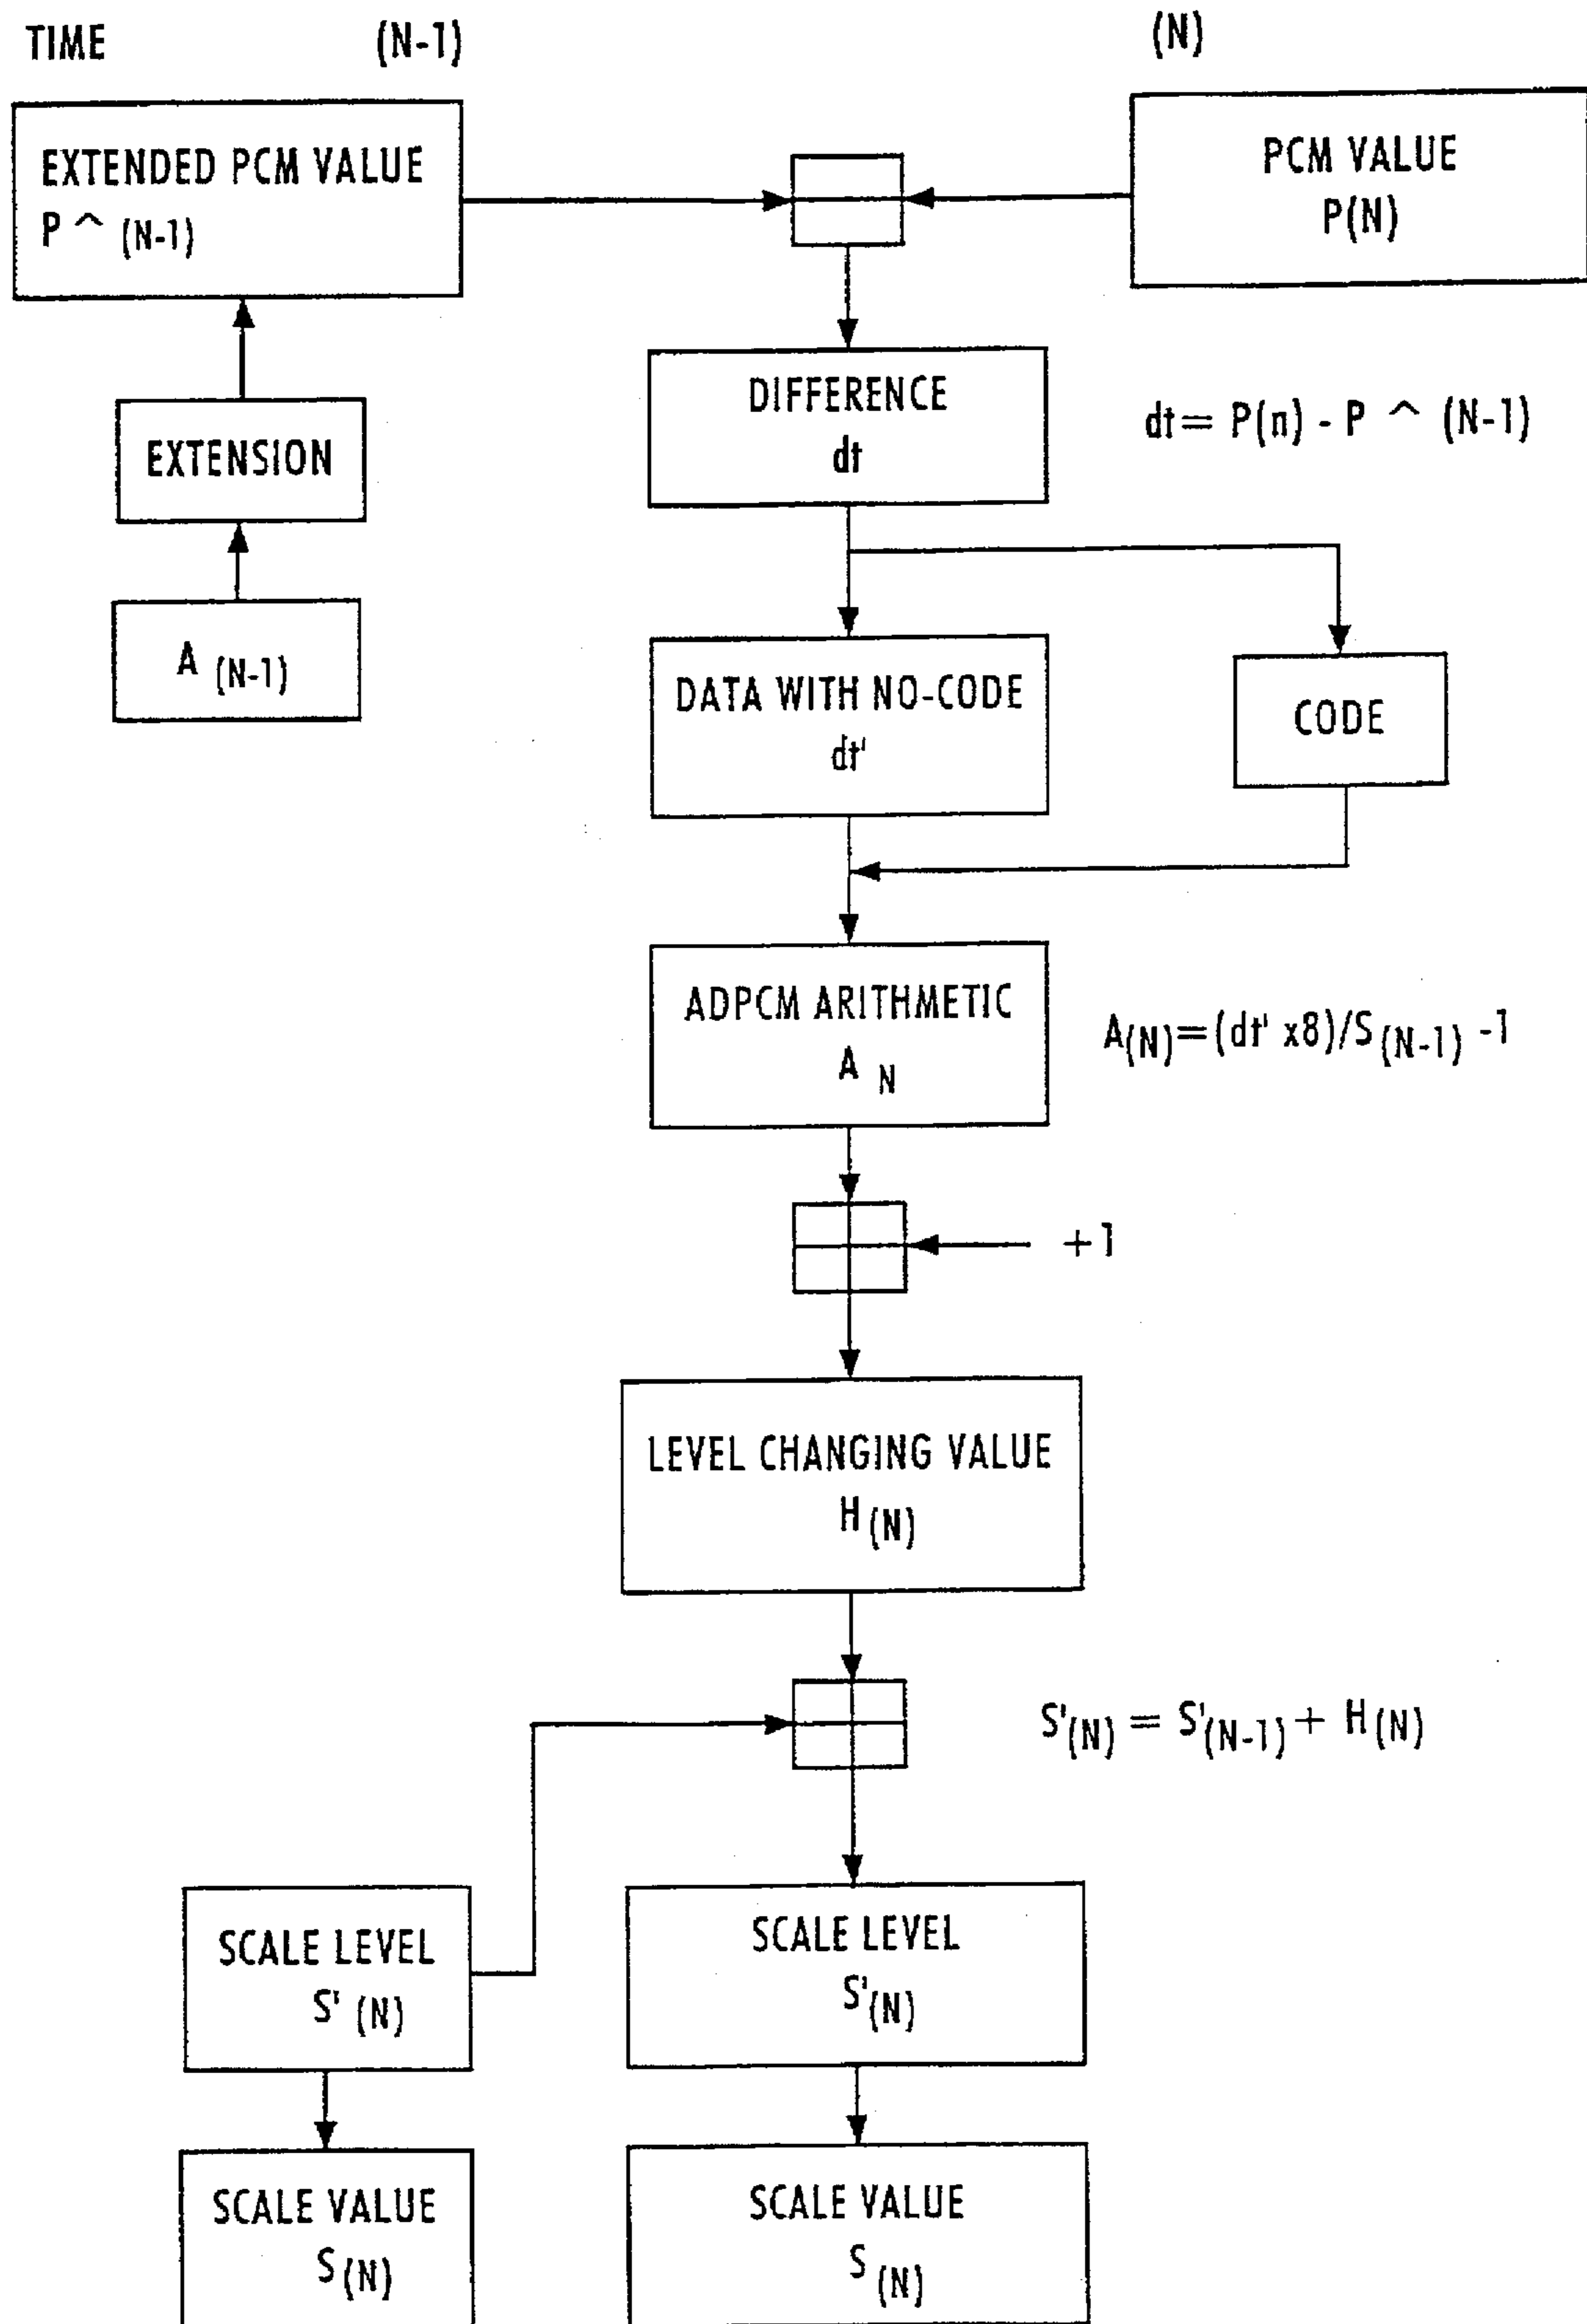 TIME (N-1) (N)
EXTENDED PCM VALUE
P ^ (N-1)
PCM VALUE
P(N)
DIFFERENCE
dt
dt= P(n) - P ^ (N-1)
EXTENSION
A (N-1)
DATA WITH NO-CODE
dt'
CODE
ADPCM ARITHMETIC
A N
A(N)=(dt' x8)/S(N-1) -1
+1
LEVEL CHANGING VALUE
H(N)
S'(N) = S'(N-1)+ H(N)
SCALE LEVEL
S' (N)
SCALE LEVEL
S'(N)
SCALE VALUE
S(N)
SCALE VALUE
S (N)